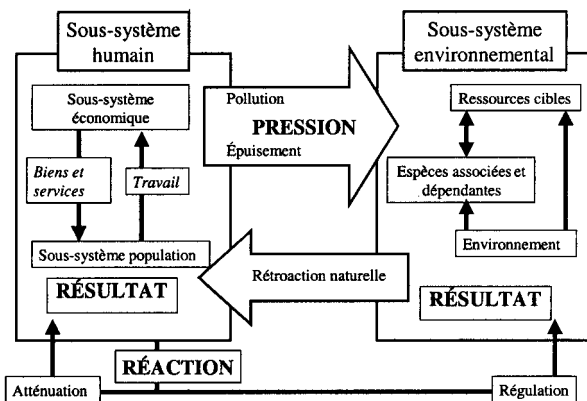 Sous-système
humain
Sous-système
environnemental
Sous-système
économique
Biens et
services
Travail
Sous-système population
RÉSULTAT
Pollution
PRESSION
Épuisement
Rétroaction naturelle
Ressources cibles
Espèces associées et
dépendantes
Environnement
RÉSULTAT
RÉACTION
Atténuation
Régulation